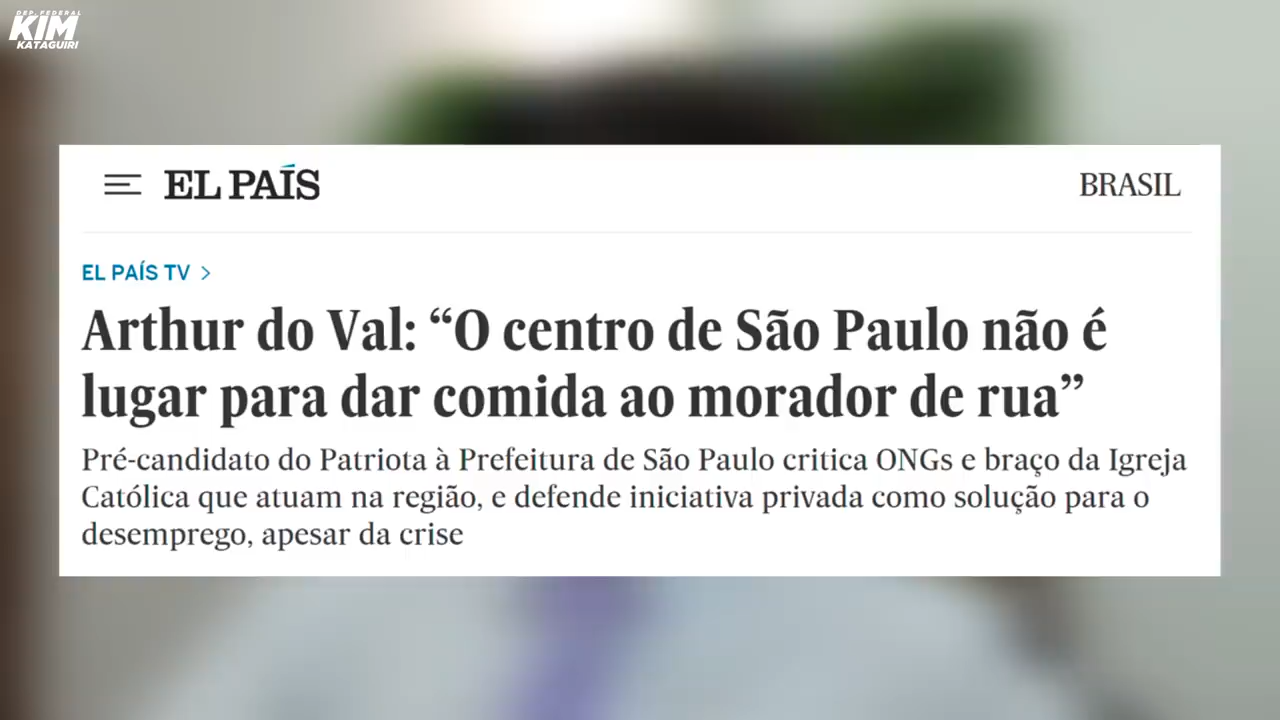 DEP. FEDERAL
KIM
KATAGUIRI
EL PAÍS
BRASIL
EL PAÍS TV >
Arthur do Val: “O centro de São Paulo não é
lugar para dar comida ao morador de rua”
Pré-candidato do Patriota à Prefeitura de São Paulo critica ONGs e braço da Igreja
Católica que atuam na região, e defende iniciativa privada como solução para o
desemprego, apesar da crise